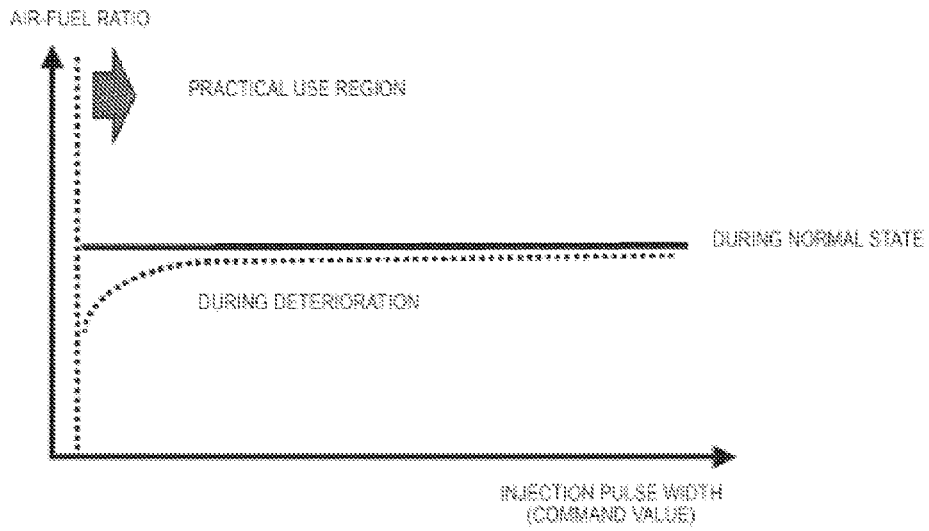 AIR-FUEL RATIO
PRACTICAL USE REGION
DURING NORMAL STATE
DURING DETERIORATION
INJECTION PULSE WIDTH
(COMMAND VALUE)